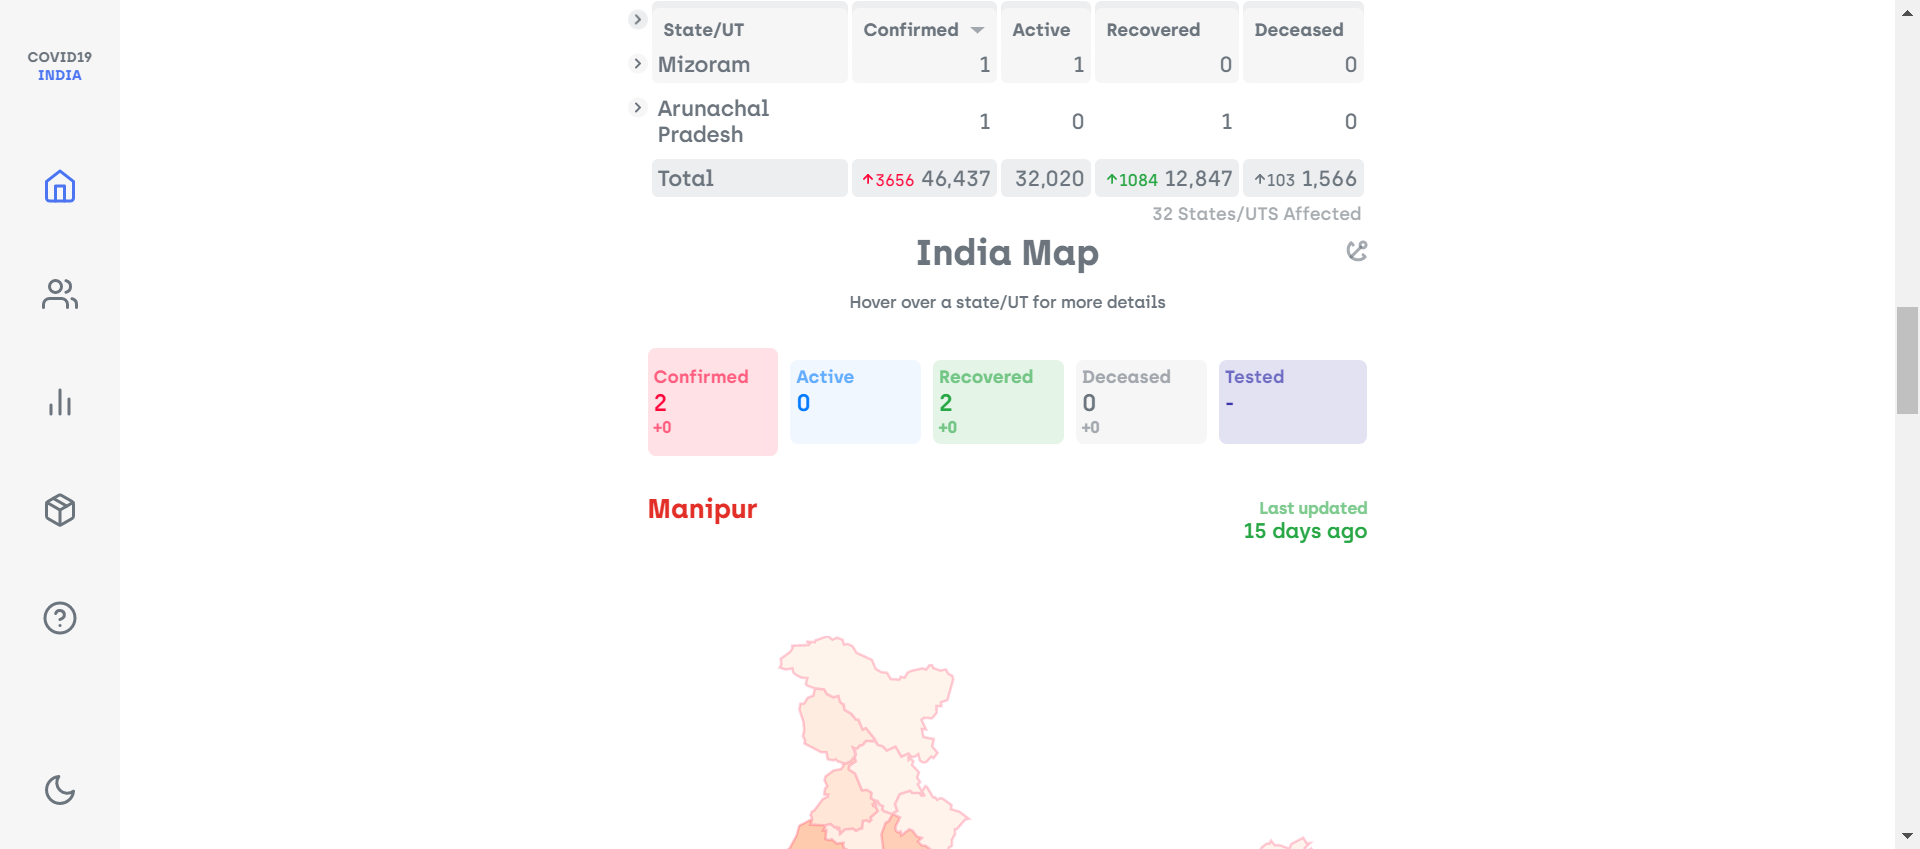 COVID19
INDIA
State/UT Confirmed Active Recovered Deceased
Mizoram 1 1 0 0
Arunachal
Pradesh 1 0 1 0
Total ↑3656 46,437 32,020 ↑1084 12,847 ↑103 1,566
32 States/UTS Affected
India Map
Hover over a state/UT for more details
Confirmed Active Recovered Deceased Tested
2 0 2 0 -
+0 +0 +0
Manipur
Last updated
15 days ago